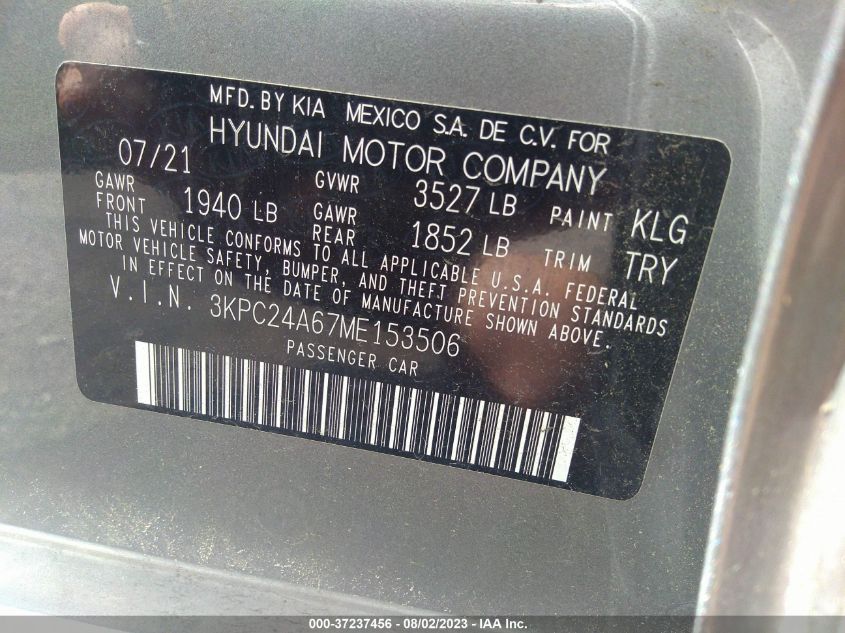 MFD. BY KIA MEXICO S.A. DE C.V. FOR
HYUNDAI MOTOR COMPANY
07/21 GVWR 3527 LB PAINT KLG
GAWR FRONT 1940 LB GAWR REAR 1852 LB TRIM TRY
THIS VEHICLE CONFORMS TO ALL APPLICABLE U.S.A. FEDERAL
MOTOR VEHICLE SAFETY, BUMPER, AND THEFT PREVENTION STANDARDS
IN EFFECT ON THE DATE OF MANUFACTURE SHOWN ABOVE.
V.I.N. 3KPC24A67ME153506
PASSENGER CAR
000-37237456 - 08/02/2023 - IAA Inc.